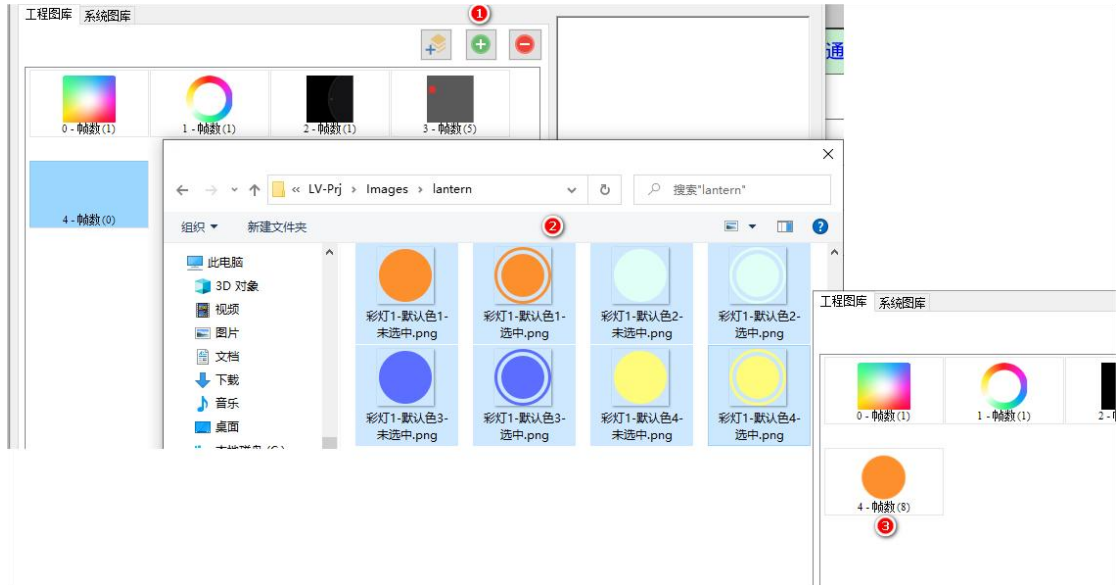 工程图库 系统图库
1
通
0 - 帧数(1) 1 - 帧数(1) 2 - 帧数(1) 3 - 帧数(5)
4 - 帧数(0)
« LV-Prj › Images › lantern
搜索"lantern"
组织 新建文件夹
2
此电脑
3D 对象
视频
图片
文档
下载
音乐
桌面
彩灯1-默认色1-
未选中.png
彩灯1-默认色1-
选中.png
彩灯1-默认色2-
未选中.png
彩灯1-默认色2-
选中.png
彩灯1-默认色3-
未选中.png
彩灯1-默认色3-
选中.png
彩灯1-默认色4-
未选中.png
彩灯1-默认色4-
选中.png
工程图库 系统图库
0 - 帧数(1) 1 - 帧数(1) 2 -
4 - 帧数(8)
3